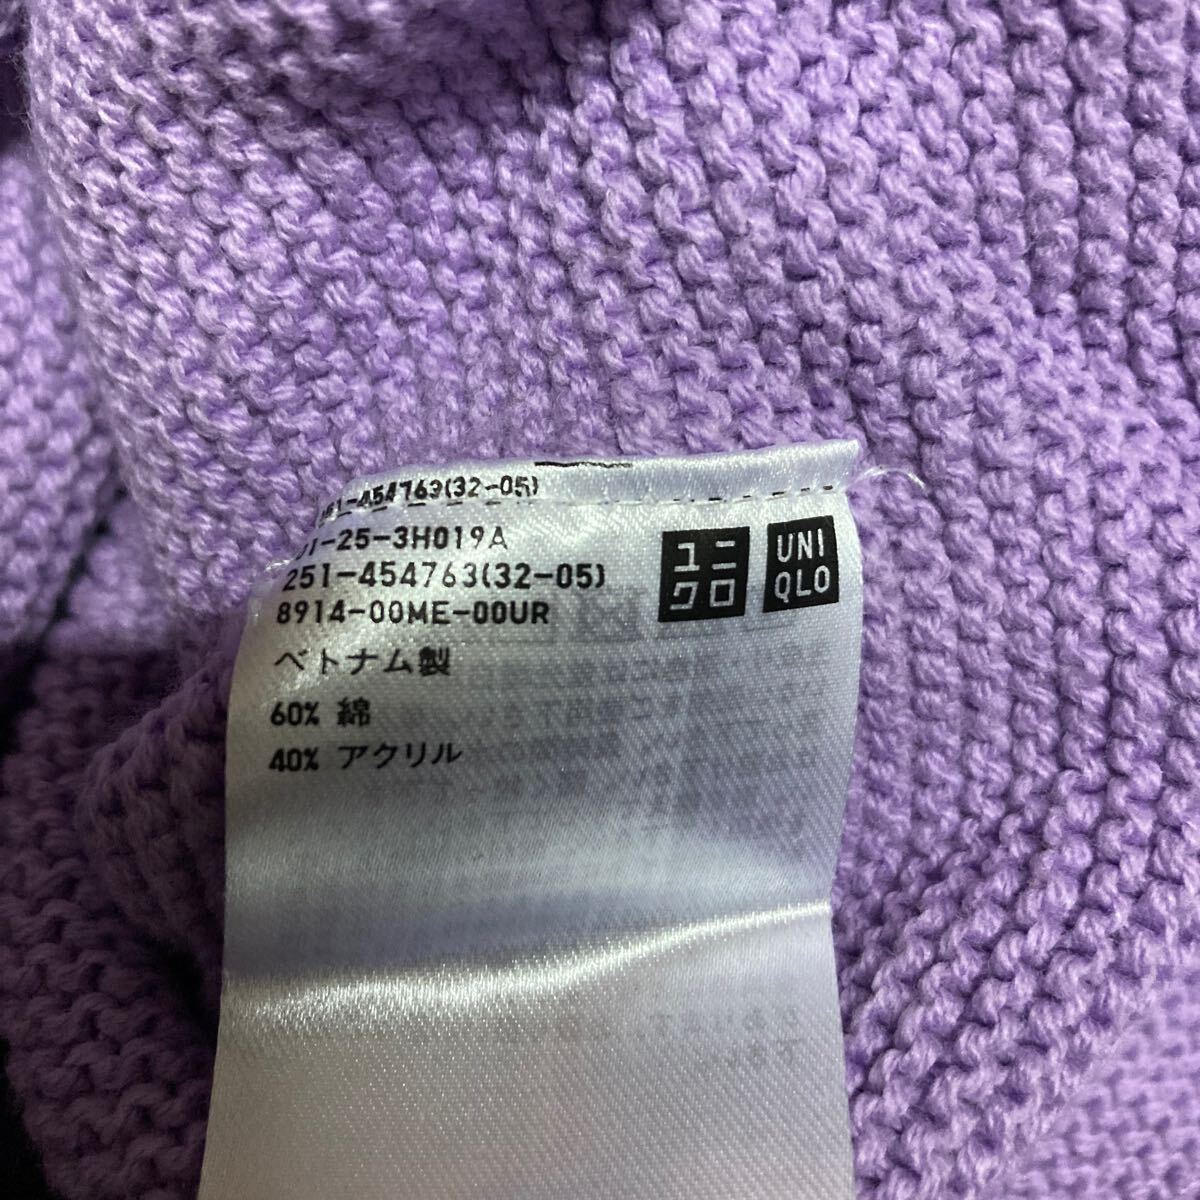 -454763(32-05)
-25-3H019A
251-454763(32-05)
8914-00ME-00UR
ベトナム製
60% 綿
40% アクリル
ユニ
クロ
UNI
QLO